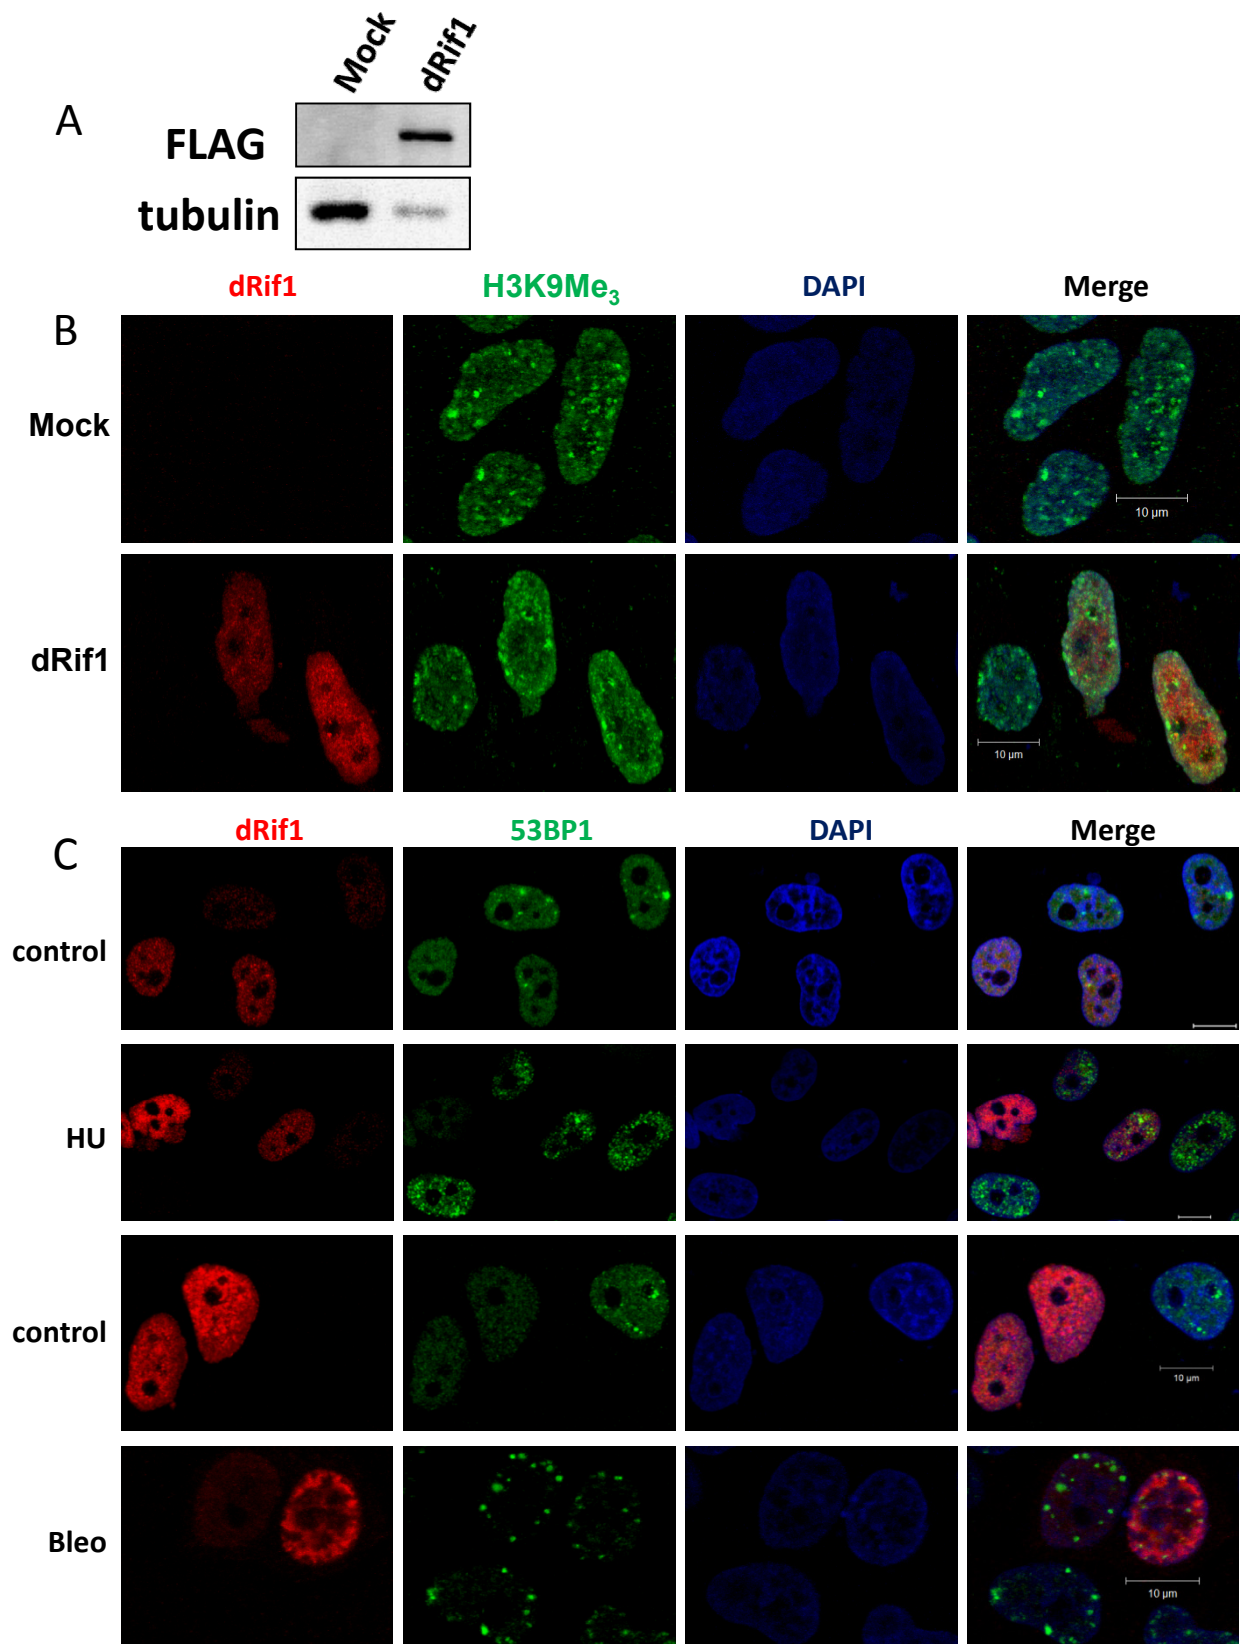 Mock dRif1
A
FLAG
tubulin
dRif1 H3K9Me₃ DAPI Merge
B
Mock
10 µm
dRif1
10 µm
dRif1 53BP1 DAPI Merge
C
control
HU
control
10 µm
Bleo
10 µm